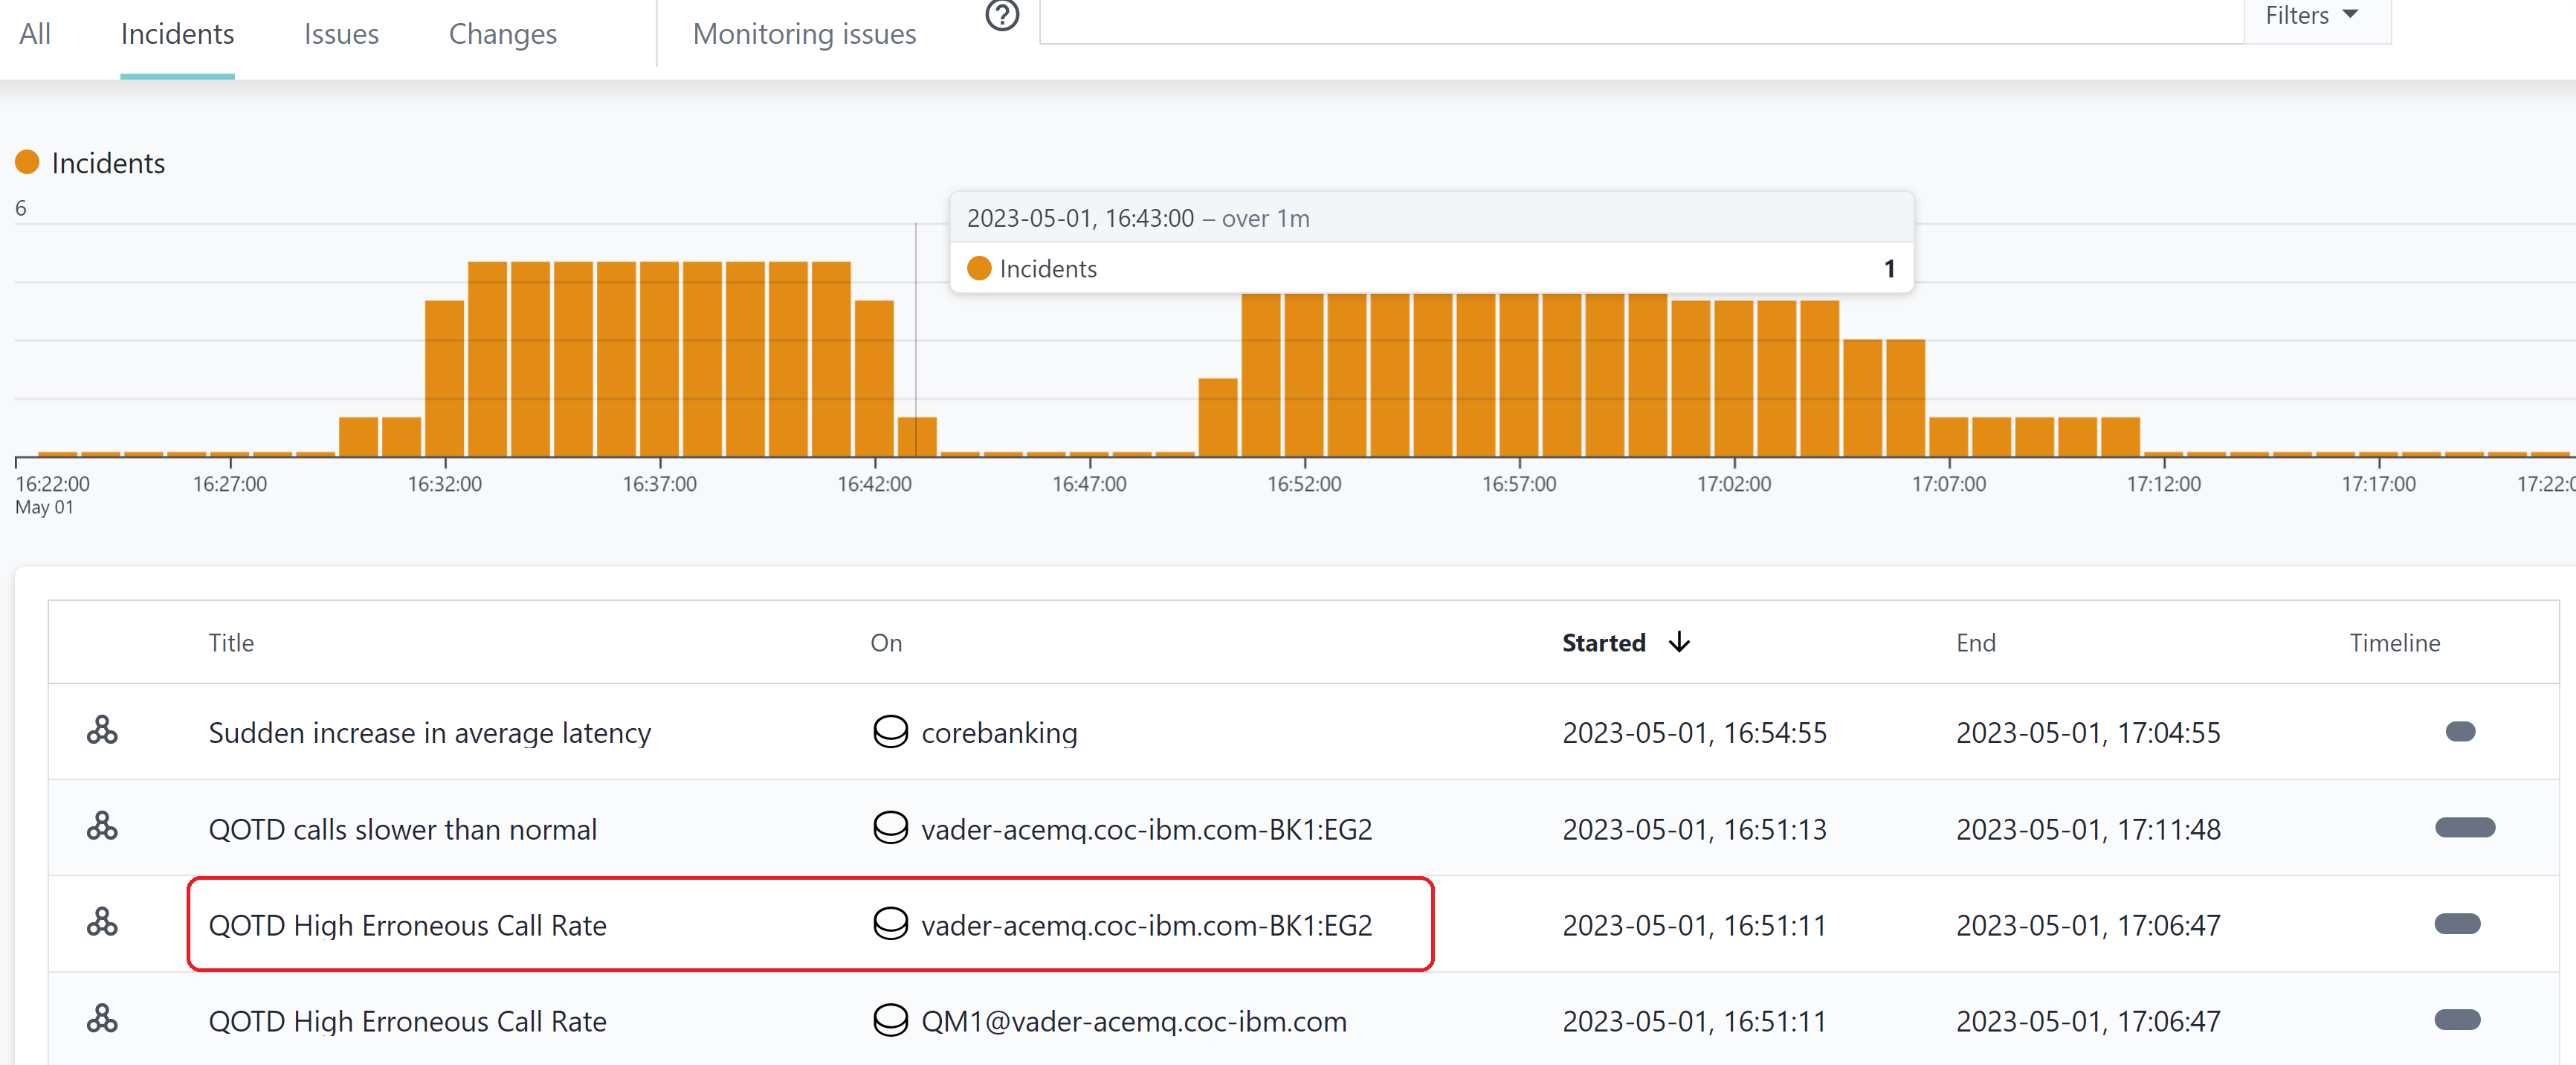 All Incidents Issues Changes Monitoring issues ? Filters
Incidents
6
2023-05-01, 16:43:00 – over 1m
Incidents 1
16:22:00 16:27:00 16:32:00 16:37:00 16:42:00 16:47:00 16:52:00 16:57:00 17:02:00 17:07:00 17:12:00 17:17:00 17:22:0
May 01
Title On Started End Timeline
Sudden increase in average latency corebanking 2023-05-01, 16:54:55 2023-05-01, 17:04:55
QOTD calls slower than normal vader-acemq.coc-ibm.com-BK1:EG2 2023-05-01, 16:51:13 2023-05-01, 17:11:48
QOTD High Erroneous Call Rate vader-acemq.coc-ibm.com-BK1:EG2 2023-05-01, 16:51:11 2023-05-01, 17:06:47
QOTD High Erroneous Call Rate QM1@vader-acemq.coc-ibm.com 2023-05-01, 16:51:11 2023-05-01, 17:06:47